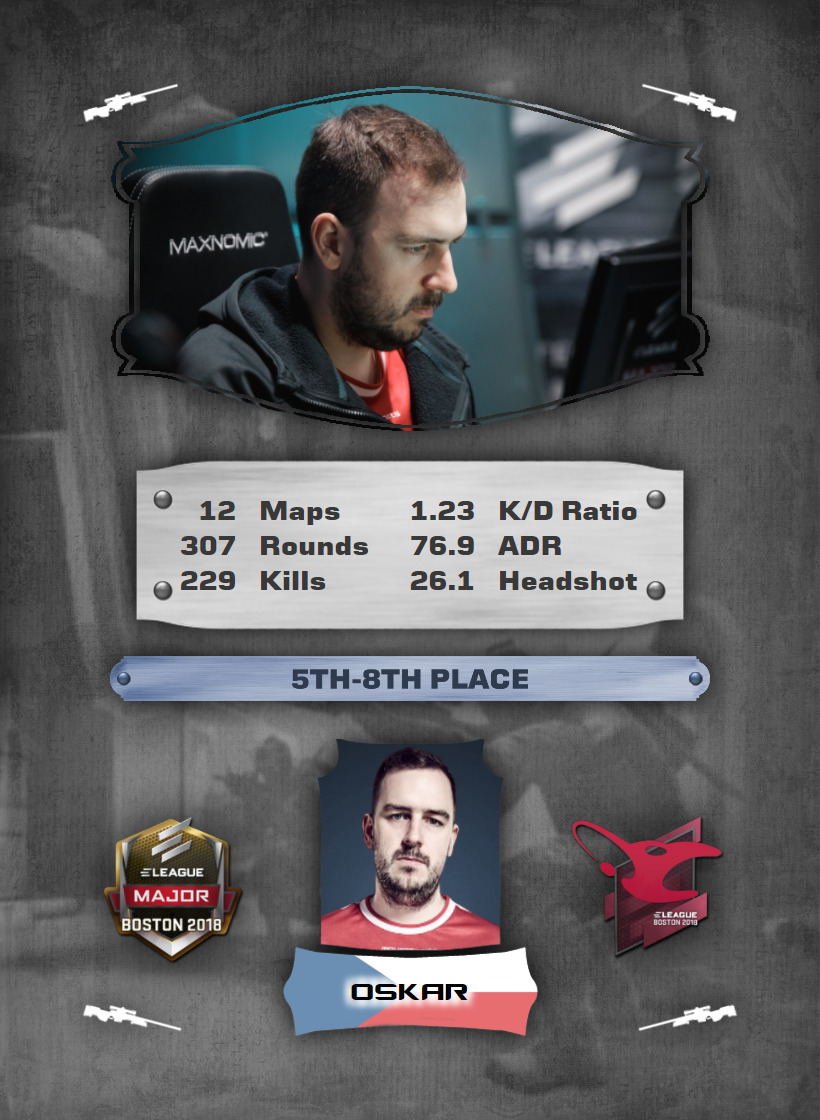 MAXNOMIC
ELEAGUE
12 Maps 1.23 K/D Ratio
307 Rounds 76.9 ADR
229 Kills 26.1 Headshot
5TH-8TH PLACE
ELEAGUE
MAJOR
BOSTON 2018
ELEAGUE
BOSTON 2018
OSKAR